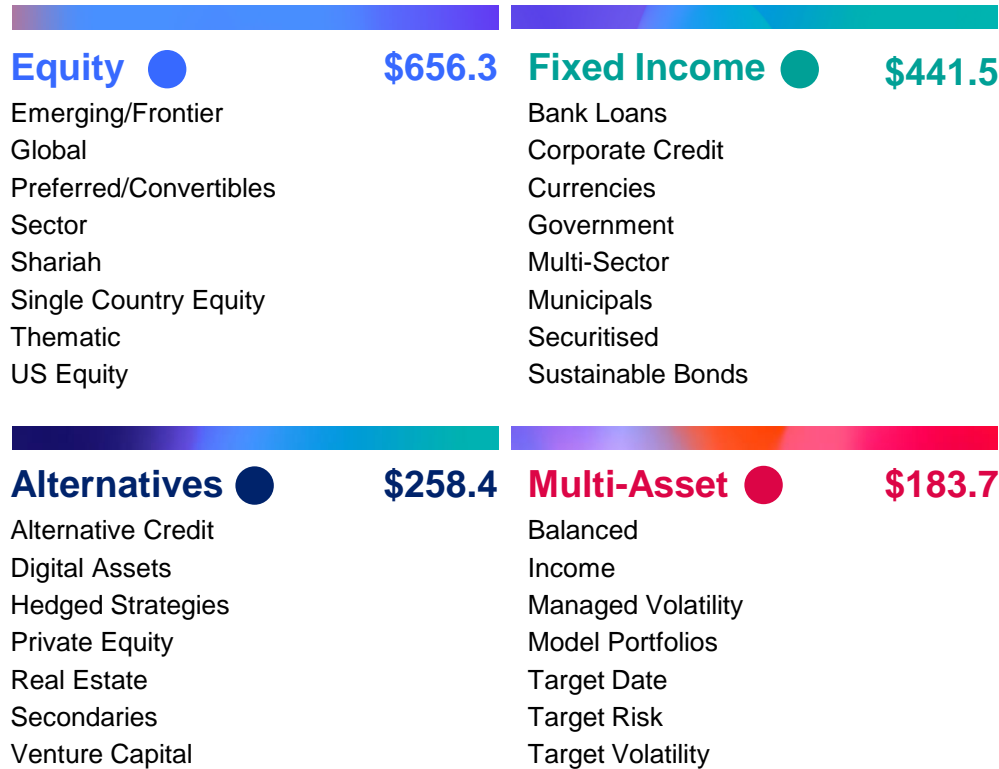 Equity $656.3
Emerging/Frontier
Global
Preferred/Convertibles
Sector
Shariah
Single Country Equity
Thematic
US Equity
Fixed Income $441.5
Bank Loans
Corporate Credit
Currencies
Government
Multi-Sector
Municipals
Securitised
Sustainable Bonds
Alternatives $258.4
Alternative Credit
Digital Assets
Hedged Strategies
Private Equity
Real Estate
Secondaries
Venture Capital
Multi-Asset $183.7
Balanced
Income
Managed Volatility
Model Portfolios
Target Date
Target Risk
Target Volatility